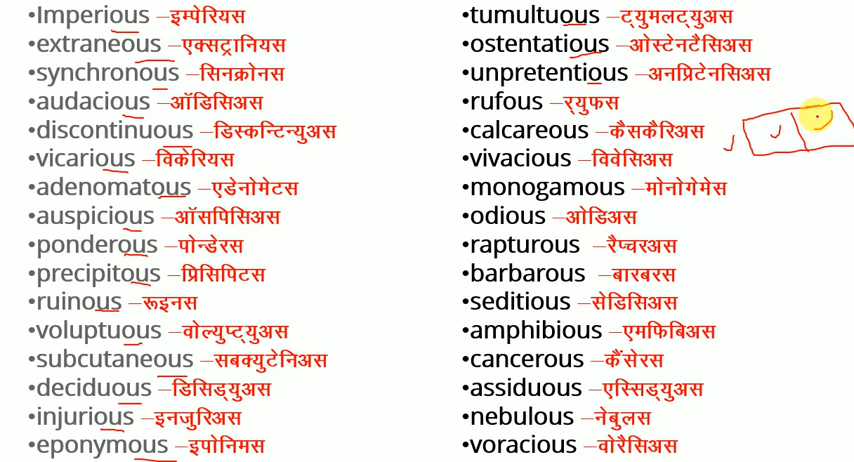 •Imperious –इम्पेरियस
•extraneous –एक्सट्रानियस
•synchronous –सिनक्रोनस
•audacious –ऑडिसिअस
•discontinuous –डिस्कन्टिन्युअस
•vicarious –विकेरियस
•adenomatous –एडेनोमेटस
•auspicious –ऑसपिसिअस
•ponderous –पोन्डेरस
•precipitous –प्रिसिपिटस
•ruinous –रूइनस
•voluptuous –वोल्युप्ट्युअस
•subcutaneous –सबक्युटेनिअस
•deciduous –डिसिड्युअस
•injurious –इनजुरिअस
•eponymous –इपोनिमस
•tumultuous –ट्युमलट्युअस
•ostentatious –ओस्टेनटैसिअस
•unpretentious –अनप्रिटेनसिअस
•rufous –र्‍युफस
•calcareous –कैसकैरिअस
•vivacious –विवेसिअस
•monogamous –मोनोगेमेस
•odious –ओडिअस
•rapturous –रैप्चरअस
•barbarous –बारबरस
•seditious –सेडिसिअस
•amphibious –एमफिबिअस
•cancerous –कैंसेरस
•assiduous –एस्सिड्युअस
•nebulous –नेबुलस
•voracious –वोरैसिअस